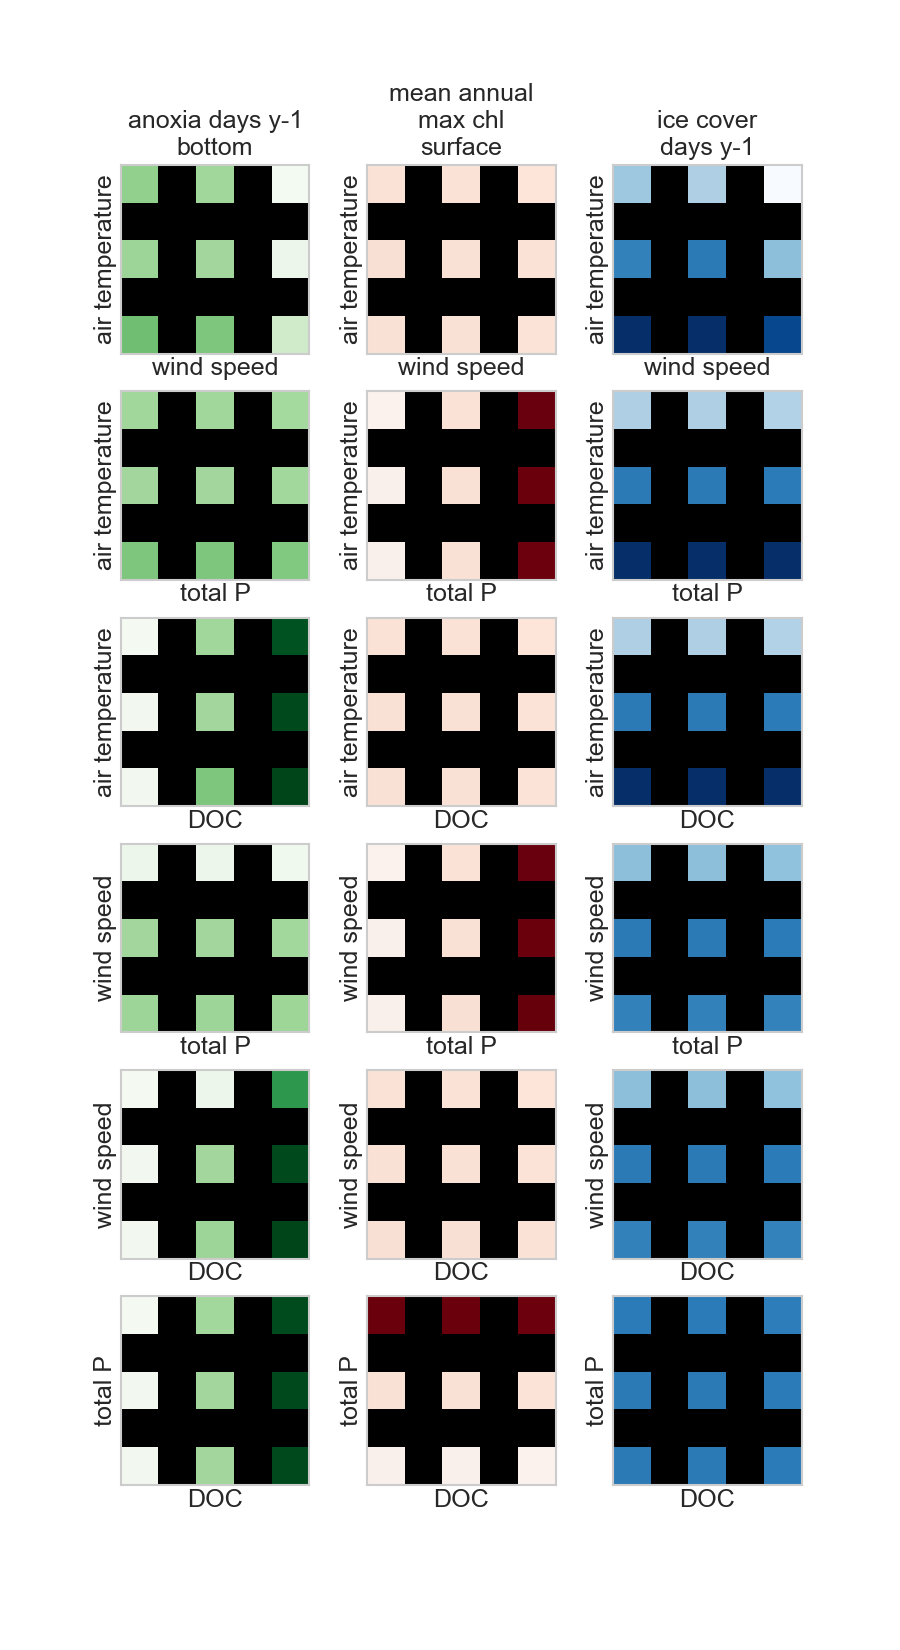 anoxia days y-1
bottom
mean annual
max chl
surface
ice cover
days y-1
air temperature
air temperature
air temperature
wind speed
wind speed
wind speed
air temperature
air temperature
air temperature
total P
total P
total P
air temperature
air temperature
air temperature
DOC
DOC
DOC
wind speed
wind speed
wind speed
total P
total P
total P
wind speed
wind speed
wind speed
DOC
DOC
DOC
total P
total P
total P
DOC
DOC
DOC